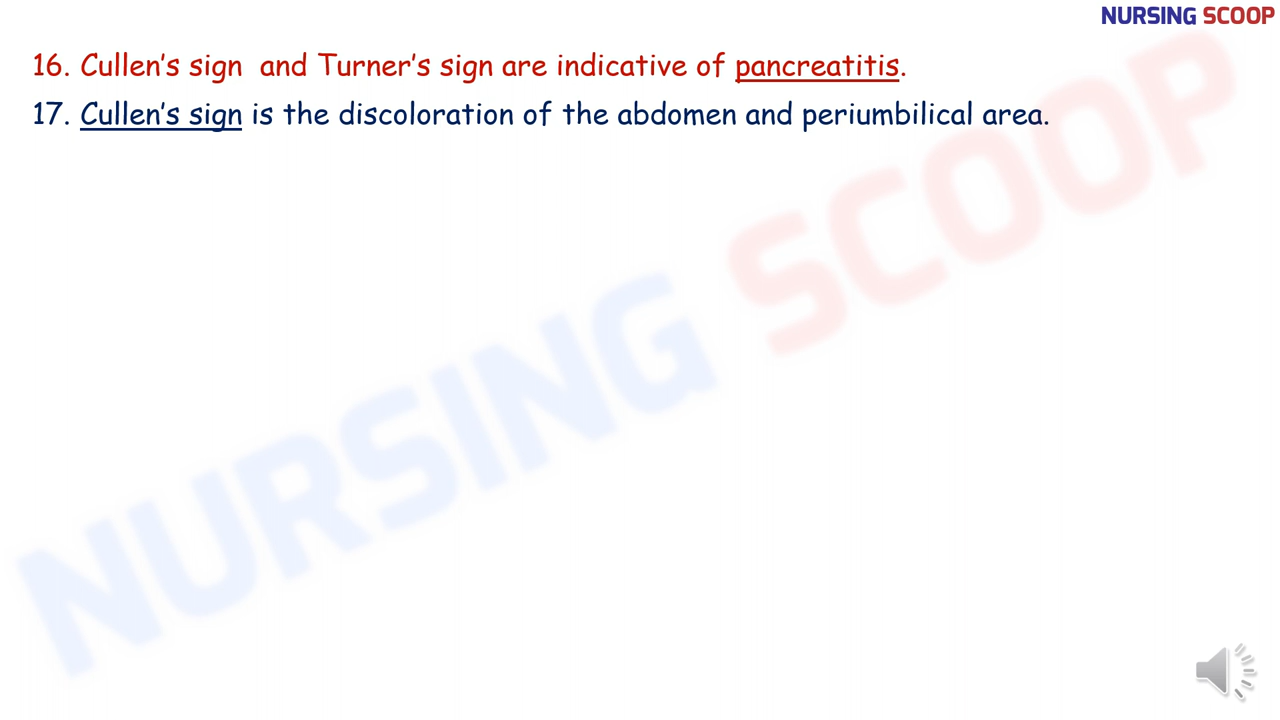 NURSING SCOOP
16. Cullen's sign  and Turner's sign are indicative of pancreatitis.
17. Cullen's sign is the discoloration of the abdomen and periumbilical area.
NURSING SCOOP